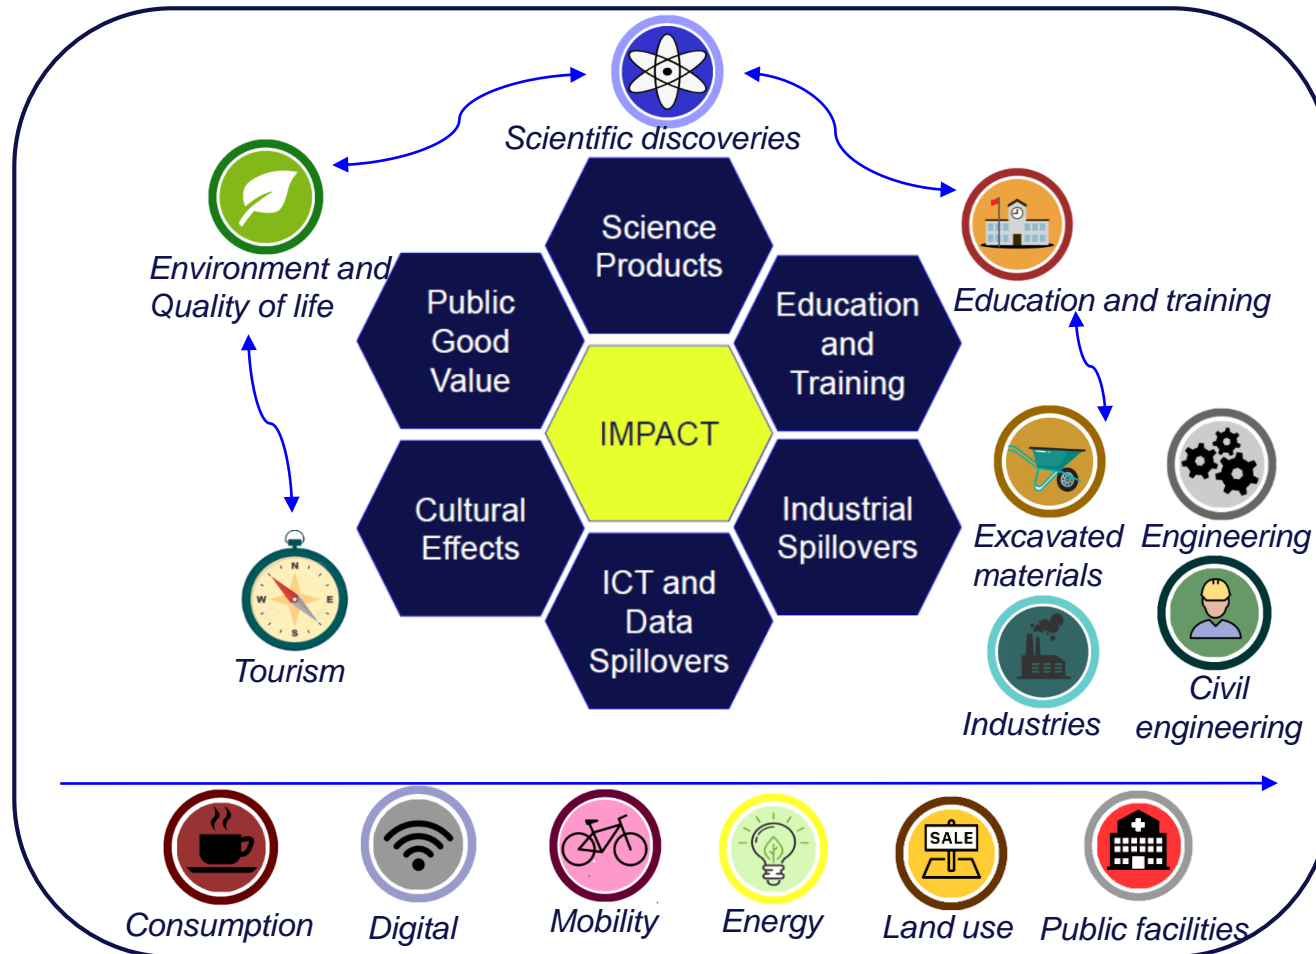 Scientific discoveries
Environment and
Quality of life
Education and training
Science
Products
Public
Good
Value
Education
and
Training
IMPACT
Cultural
Effects
Industrial
Spillovers
ICT and
Data
Spillovers
N
W
E
S
Tourism
Excavated
materials
Engineering
Industries
Civil
engineering
SALE
Consumption
Digital
Mobility
Energy
Land use
Public facilities